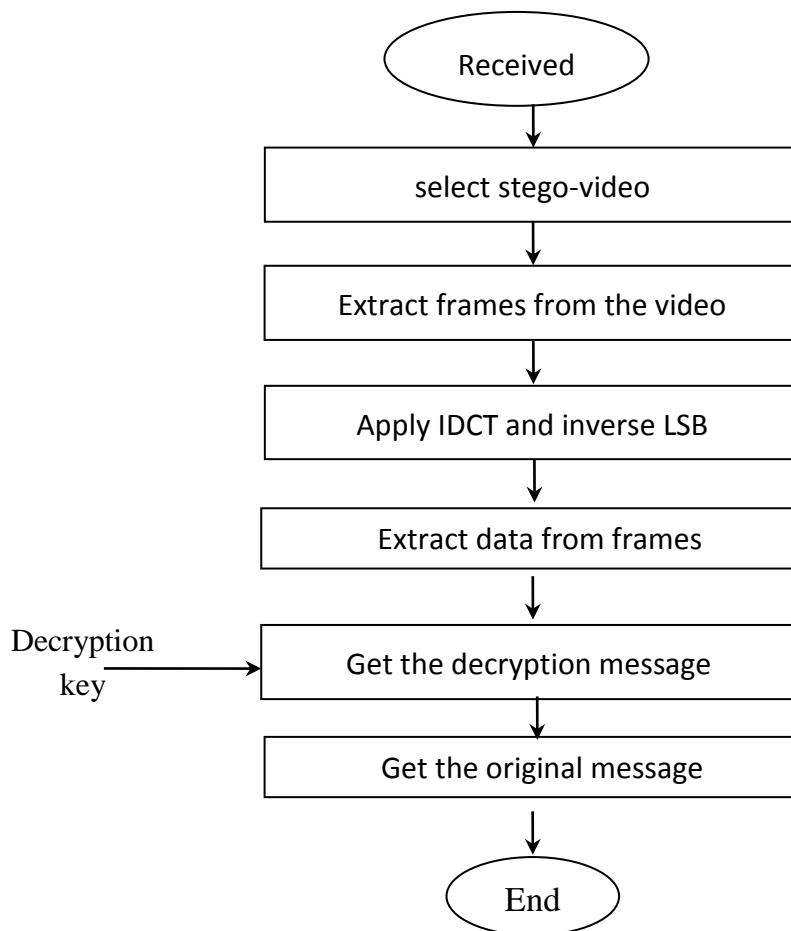 Received
select stego-video
Extract frames from the video
Apply IDCT and inverse LSB
Extract data from frames
Decryption
key
Get the decryption message
Get the original message
End